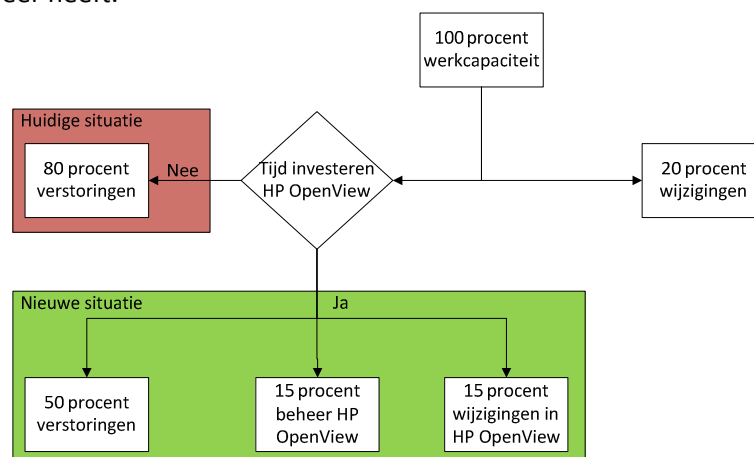 100 procent
werkcapaciteit
Huidige situatie
80 procent
verstoringen
Nee
Tijd investeren
HP OpenView
20 procent
wijzigingen
Nieuwe situatie
Ja
50 procent
verstoringen
15 procent
beheer HP
OpenView
15 procent
wijzigingen in
HP OpenView